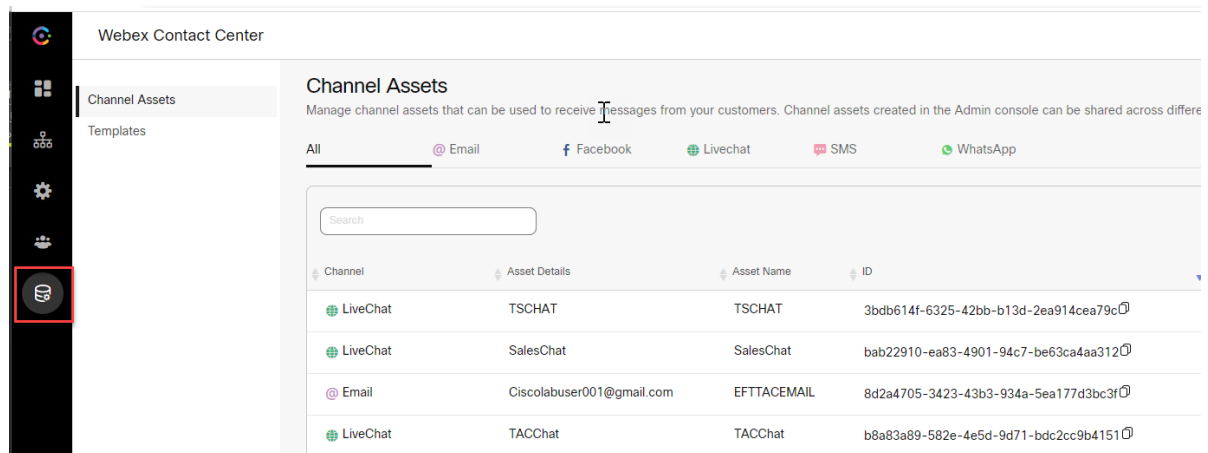 Webex Contact Center
Channel Assets
Templates
Channel Assets
Manage channel assets that can be used to receive messages from your customers. Channel assets created in the Admin console can be shared across differe
All @ Email Facebook Livechat SMS WhatsApp
Search
Channel Asset Details Asset Name ID
LiveChat TSCHAT TSCHAT 3bdb614f-6325-42bb-b13d-2ea914cea79c
LiveChat SalesChat SalesChat bab22910-ea83-4901-94c7-be63ca4aa312
@ Email Ciscolabuser001@gmail.com EFTTACEMAIL 8d2a4705-3423-43b3-934a-5ea177d3bc3f
LiveChat TACChat TACChat b8a83a89-582e-4e5d-9d71-bdc2cc9b4151